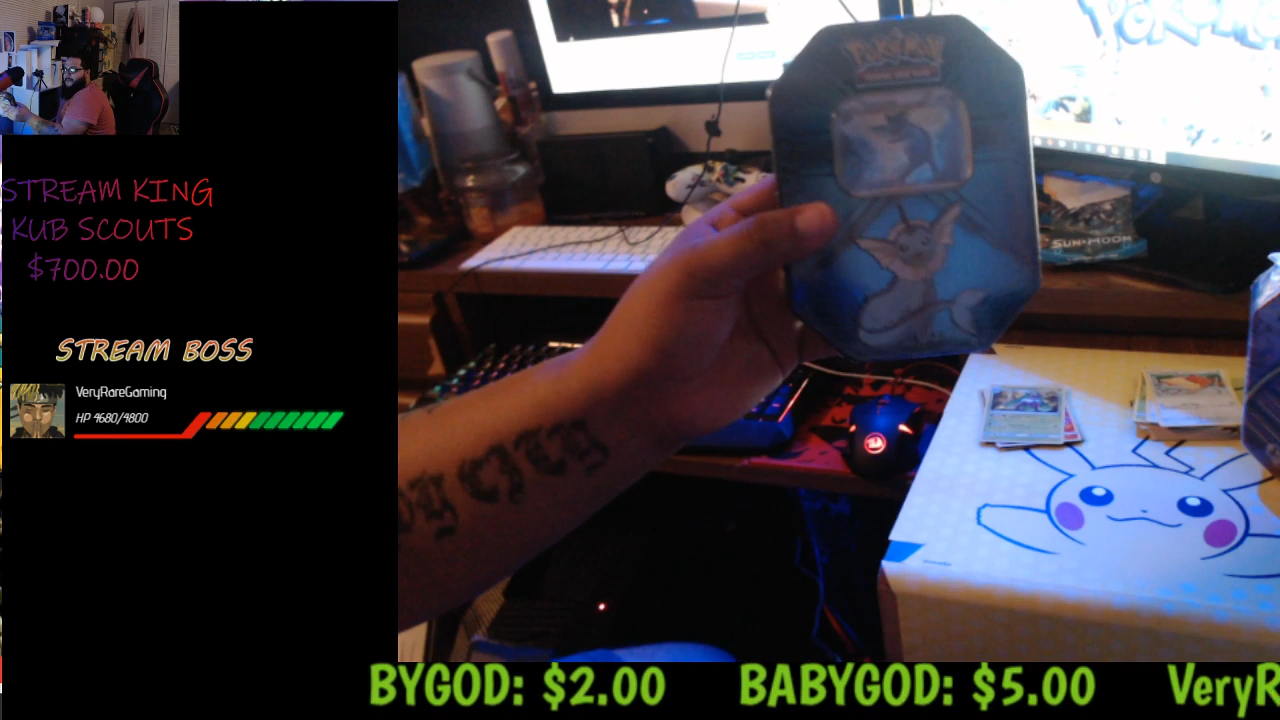 STREAM KING
KUB SCOUTS
$700.00
STREAM BOSS
VeryRareGaming
HP 4680/4800
POKÉMON
POKÉMON
SUN & MOON
BYGOD: $2.00 BABYGOD: $5.00 VeryR